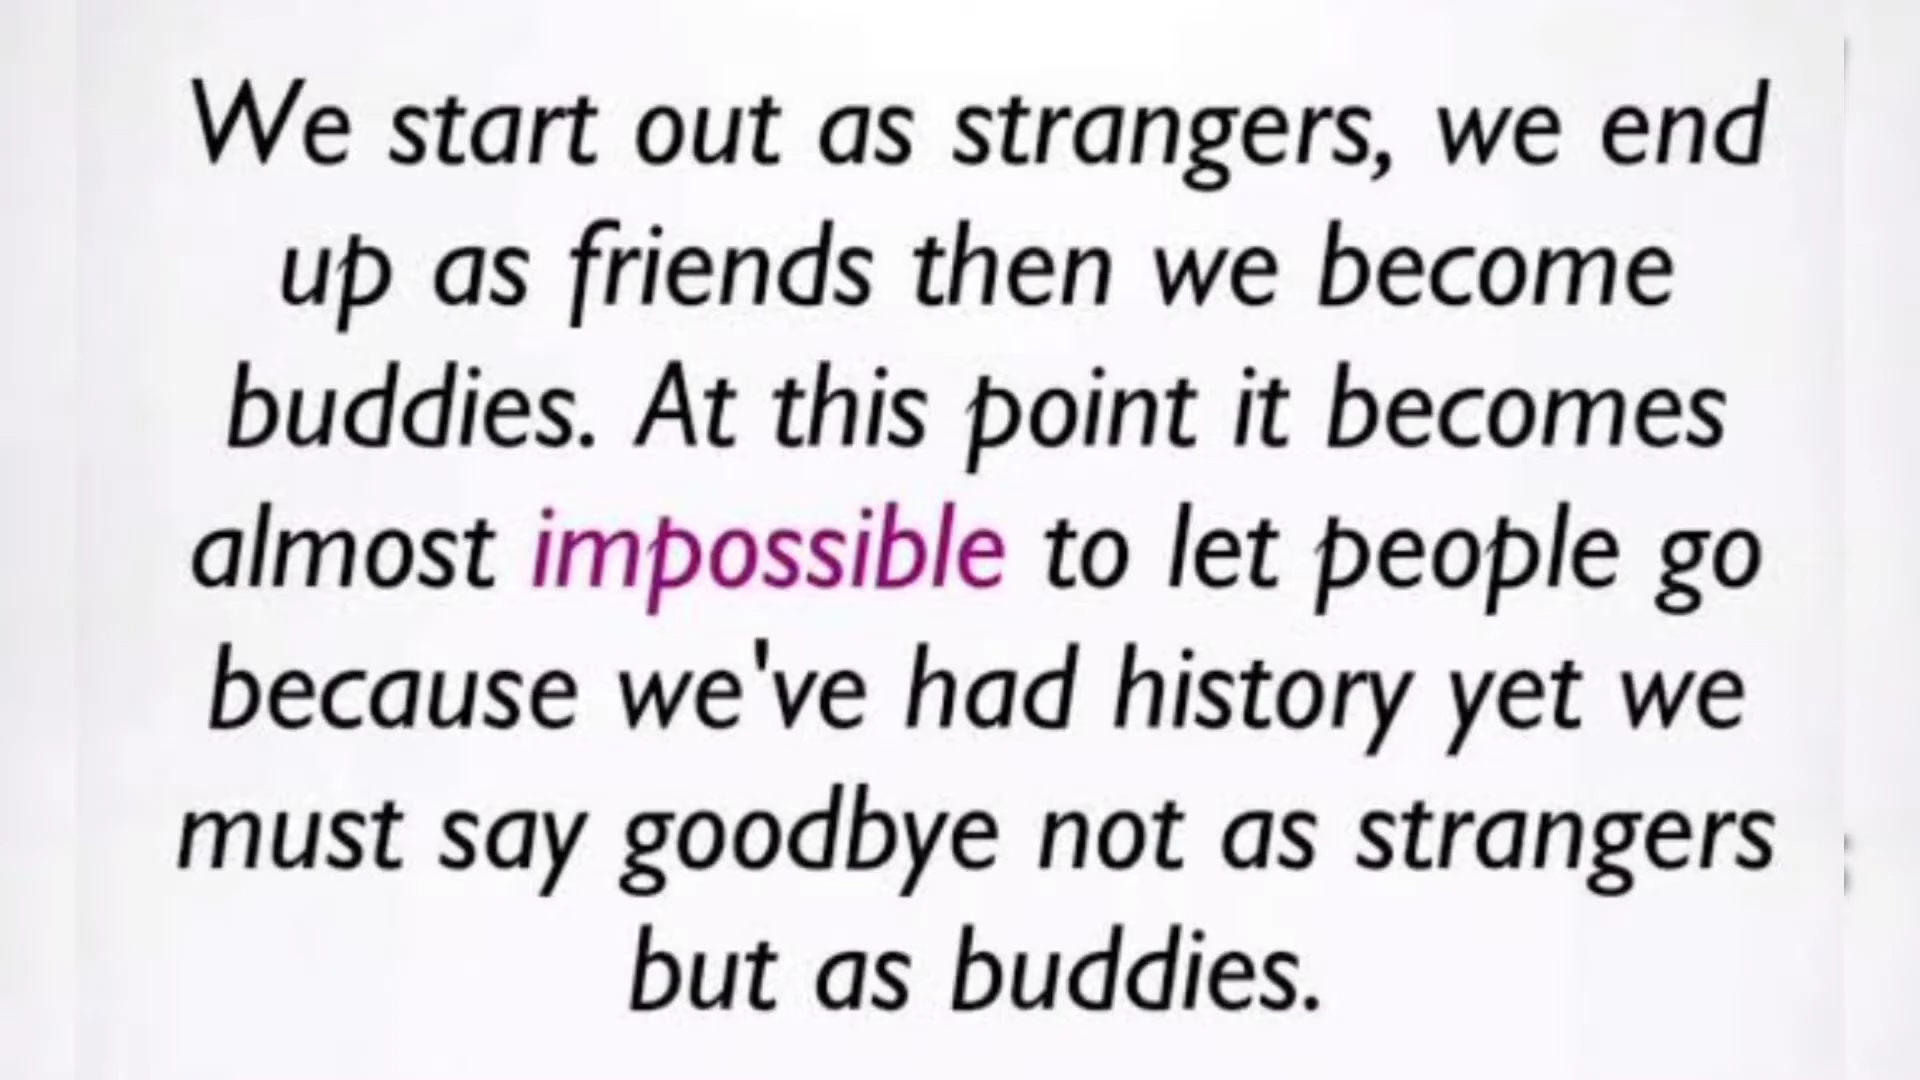 We start out as strangers, we end
up as friends then we become
buddies. At this point it becomes
almost impossible to let people go
because we've had history yet we
must say goodbye not as strangers
but as buddies.